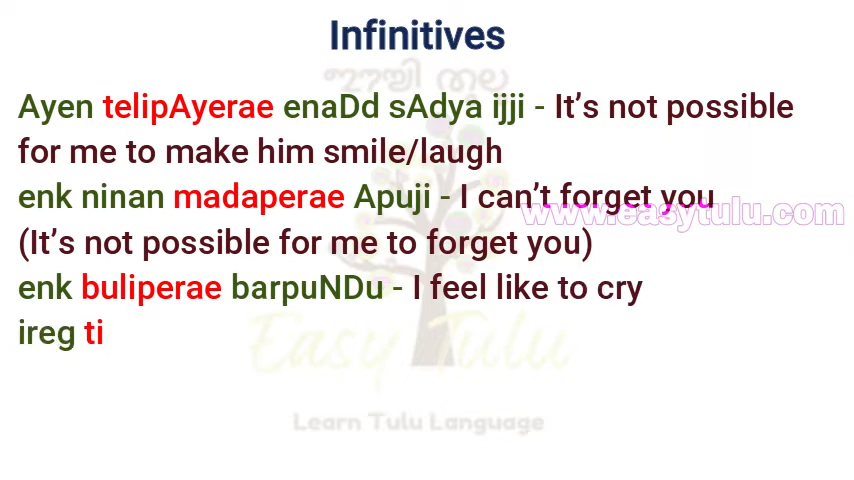 Infinitives
Ayen telipAyerae enaDd sAdya ijji - It’s not possible
for me to make him smile/laugh
enk ninan madaperae Apuji - I can’t forget you
www.easytulu.com
(It’s not possible for me to forget you)
enk buliperae barpuNDu - I feel like to cry
ireg ti
Easy Tulu
Learn Tulu Language